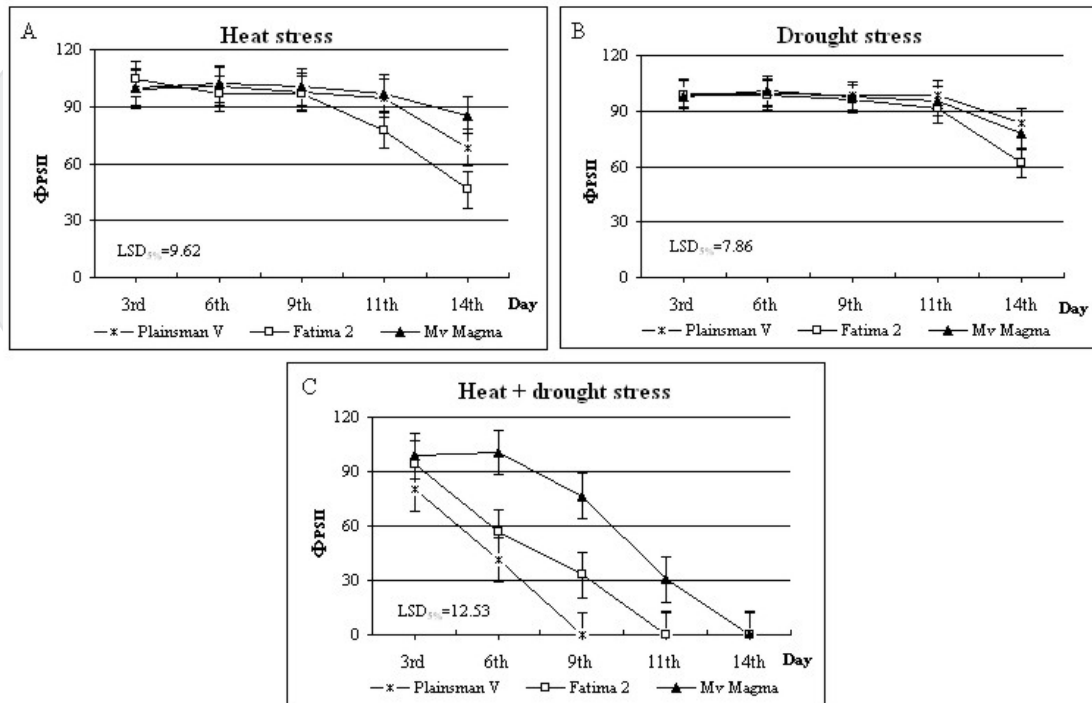 A
Heat stress
120
90
60
30
0
ΦPSII
LSD5%=9.62
3rd 6th 9th 11th 14th Day
Plainsman V Fatima 2 Mv Magma
B
Drought stress
120
90
60
30
0
ΦPSII
LSD5%=7.86
3rd 6th 9th 11th 14th Day
Plainsman V Fatima 2 Mv Magma
C
Heat + drought stress
120
90
60
30
0
ΦPSII
LSD5%=12.53
3rd 6th 9th 11th 14th Day
Plainsman V Fatima 2 Mv Magma